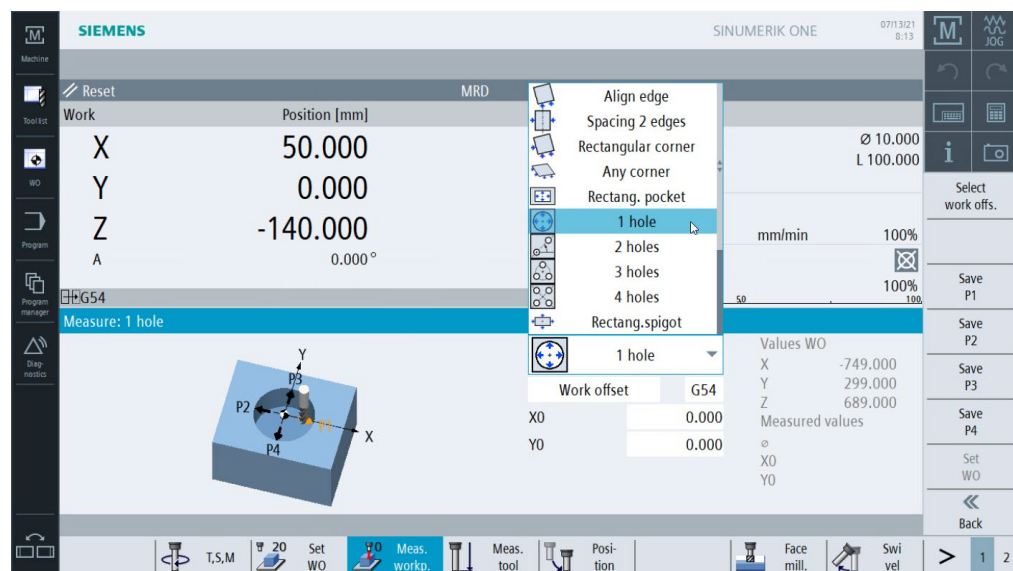 SIEMENS
SINUMERIK ONE
07/13/21
8:13
M
Machine
M
JOG
Reset
MRD
Work
Position [mm]
Tool list
X
50.000
Y
0.000
Z
-140.000
A
0.000°
G54
WO
Program
Program
manager
Diag-
nostics
Align edge
Spacing 2 edges
Rectangular corner
Any corner
Rectang. pocket
1 hole
2 holes
3 holes
4 holes
Rectang.spigot
1 hole
Ø 10.000
L 100.000
mm/min
100%
100%
50
100
Measure: 1 hole
Y
P3
P2
P1
X
P4
Work offset
G54
X0
0.000
Y0
0.000
Values WO
X
-749.000
Y
299.000
Z
689.000
Measured values
⌀
X0
Y0
i
Select
work offs.
Save
P1
Save
P2
Save
P3
Save
P4
Set
WO
Back
T,S,M
20
Set
WO
Meas.
workp.
Meas.
tool
Posi-
tion
Face
mill.
Swi
vel
>
1
2